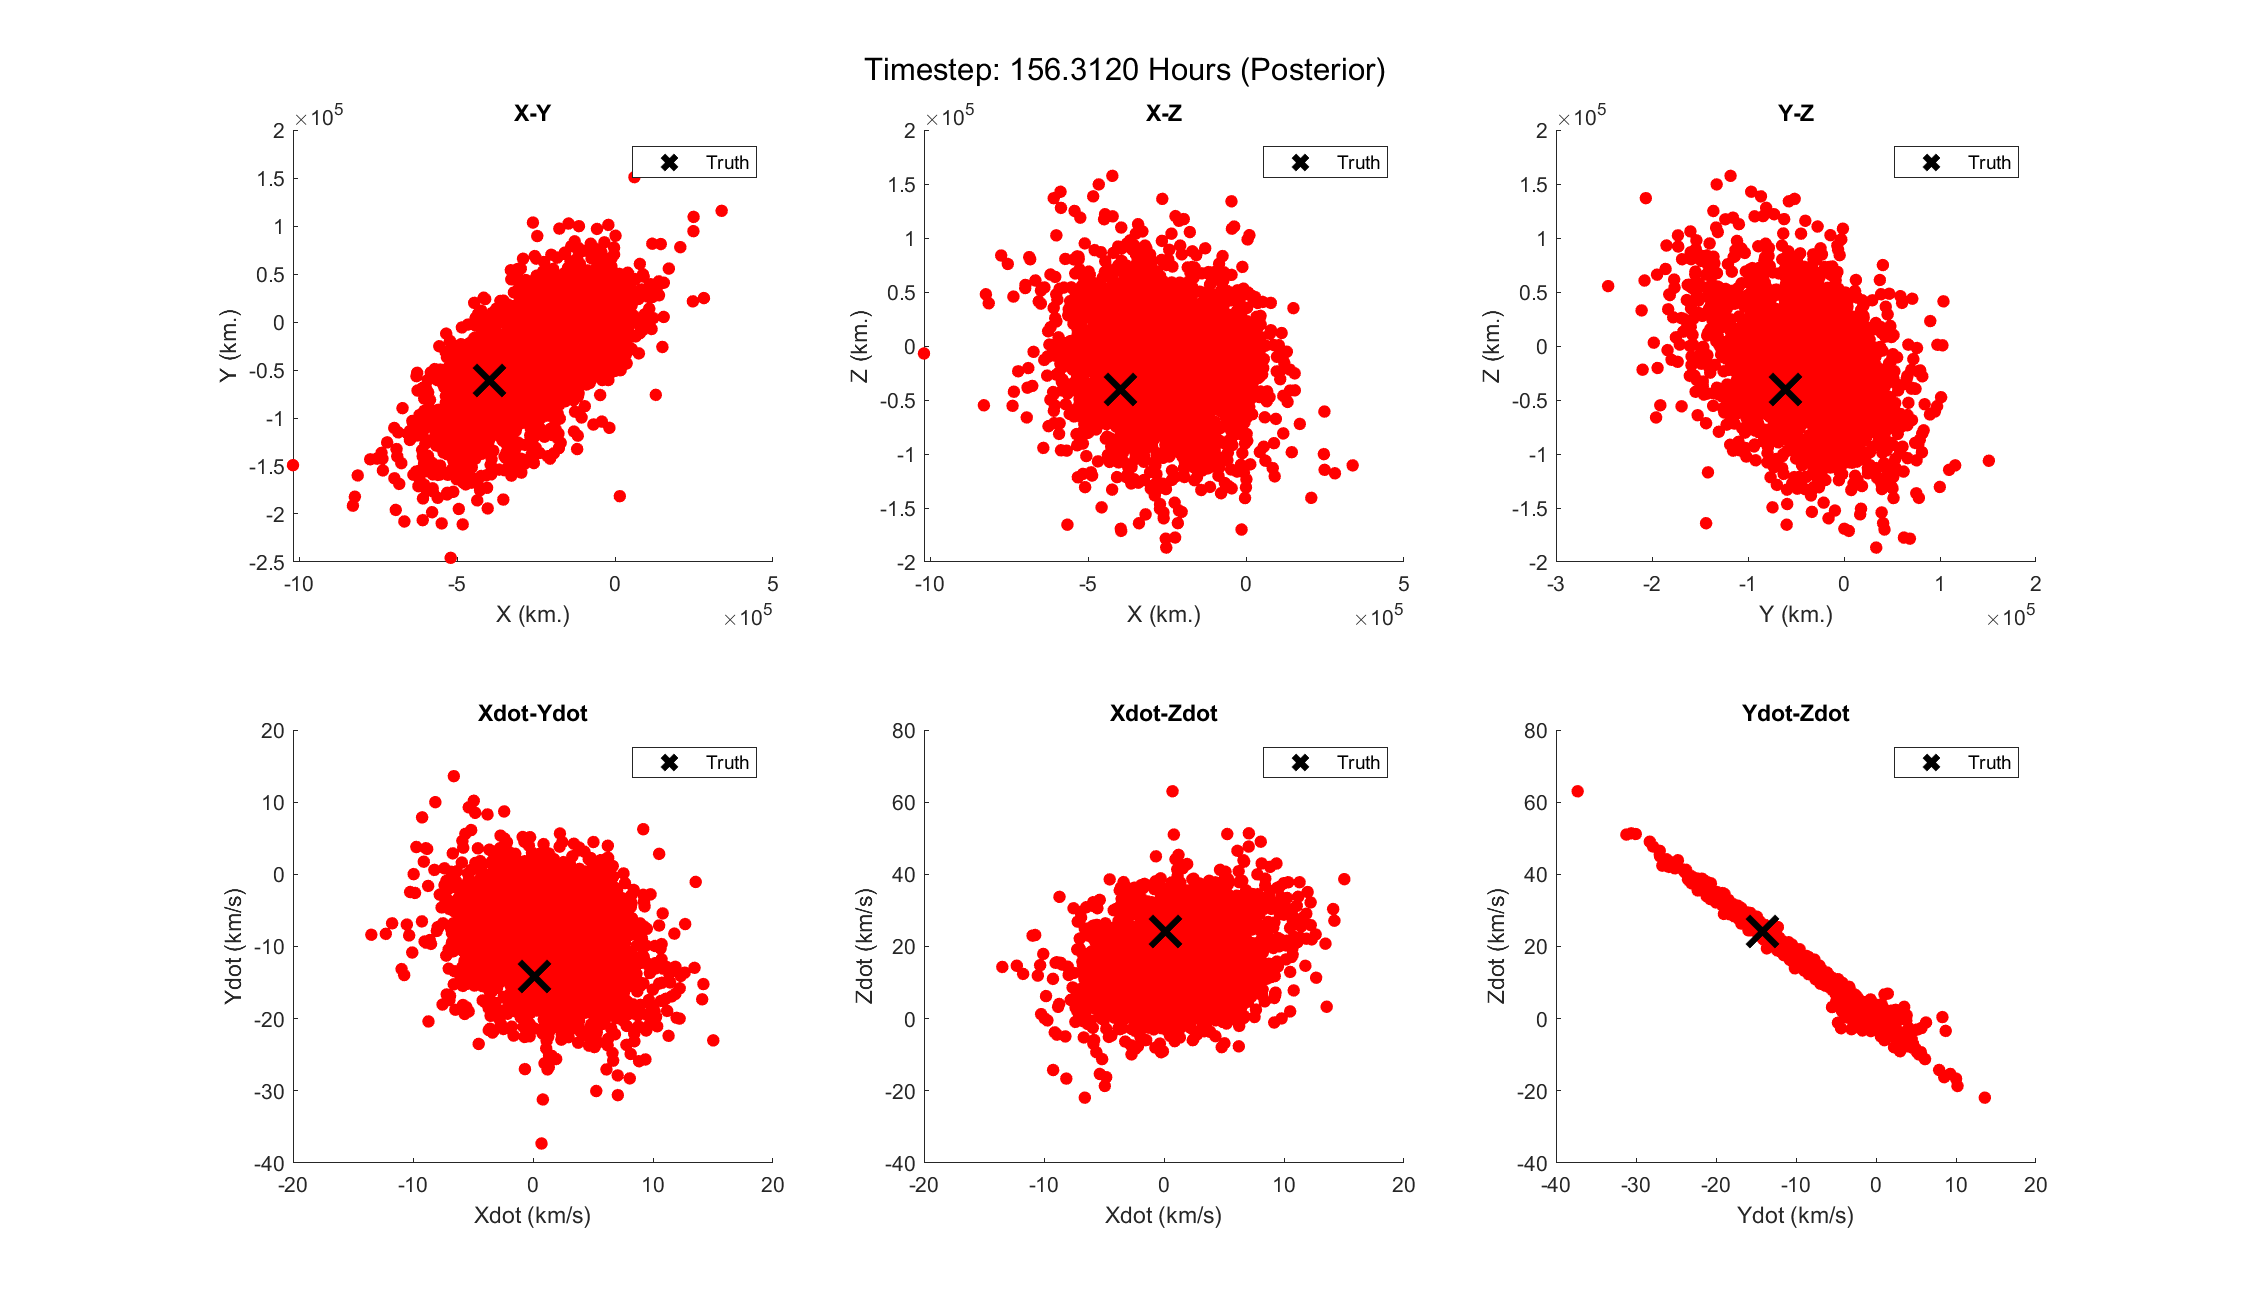 Timestep: 156.3120 Hours (Posterior)
X-Y
×10^5
Truth
2
1.5
1
0.5
0
-0.5
-1
-1.5
-2
-2.5
Y (km.)
-10 -5 0 5
X (km.)
×10^5
X-Z
×10^5
Truth
2
1.5
1
0.5
0
-0.5
-1
-1.5
-2
Z (km.)
-10 -5 0 5
X (km.)
×10^5
Y-Z
×10^5
Truth
2
1.5
1
0.5
0
-0.5
-1
-1.5
-2
Z (km.)
-3 -2 -1 0 1 2
Y (km.)
×10^5
Xdot-Ydot
Truth
20
10
0
-10
-20
-30
-40
Ydot (km/s)
-20 -10 0 10 20
Xdot (km/s)
Xdot-Zdot
Truth
80
60
40
20
0
-20
-40
Zdot (km/s)
-20 -10 0 10 20
Xdot (km/s)
Ydot-Zdot
Truth
80
60
40
20
0
-20
-40
Zdot (km/s)
-40 -30 -20 -10 0 10 20
Ydot (km/s)